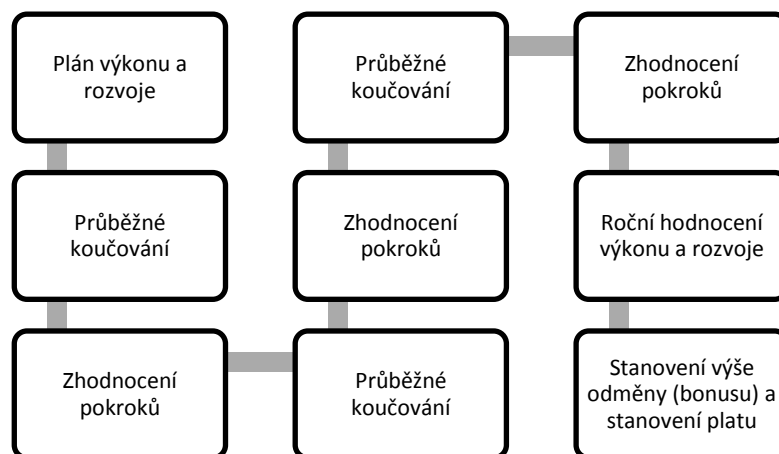 Plán výkonu a
rozvoje
Průběžné
koučování
Zhodnocení
pokroků
Průběžné
koučování
Zhodnocení
pokroků
Průběžné
koučování
Zhodnocení
pokroků
Roční hodnocení
výkonu a rozvoje
Stanovení výše
odměny (bonusu) a
stanovení platu